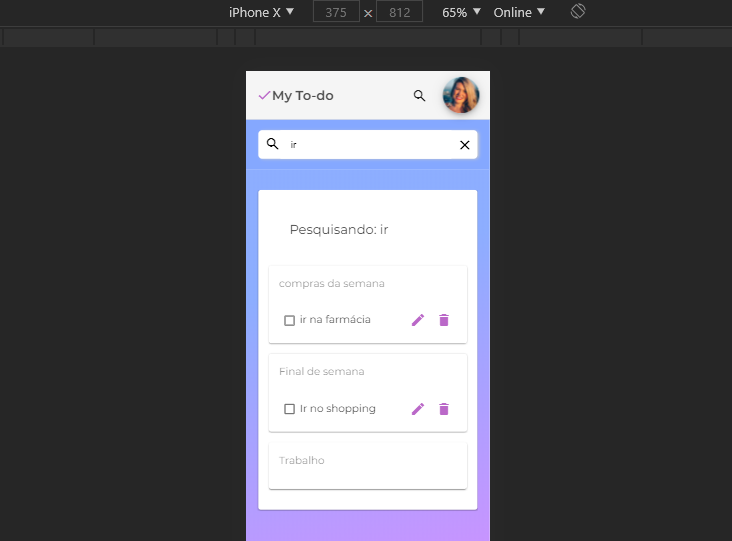 iPhone X ▼ 375 × 812 65% ▼ Online ▼
My To-do
ir
Pesquisando: ir
compras da semana
ir na farmácia
Final de semana
Ir no shopping
Trabalho